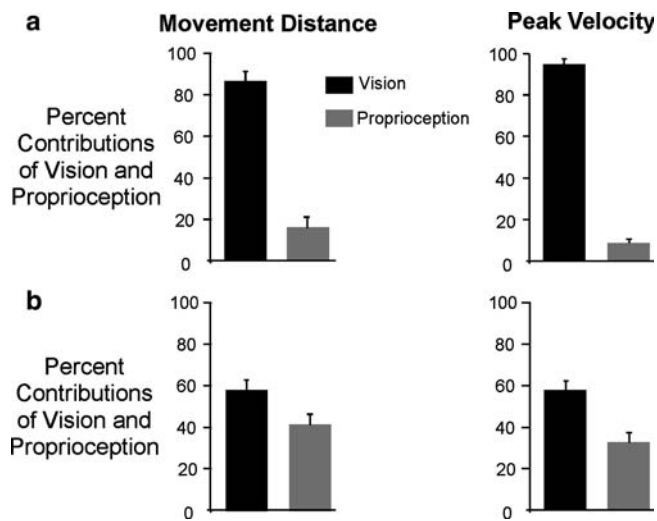 a
Movement Distance
Peak Velocity
Percent
Contributions
of Vision and
Proprioception
100
80
60
40
20
0
Vision
Proprioception
100
80
60
40
20
0
b
Percent
Contributions
of Vision and
Proprioception
100
80
60
40
20
0
100
80
60
40
20
0